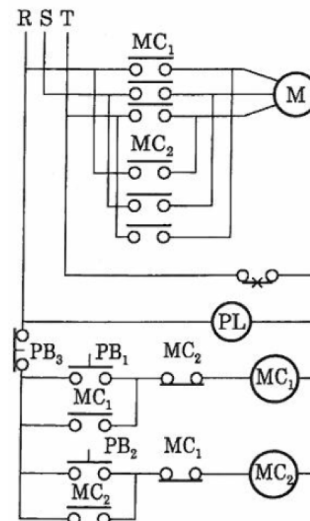 R S T
MC₁
M
MC₂
PL
PB₃ PB₁ MC₂ MC₁
MC₁
PB₂ MC₁ MC₂
MC₂